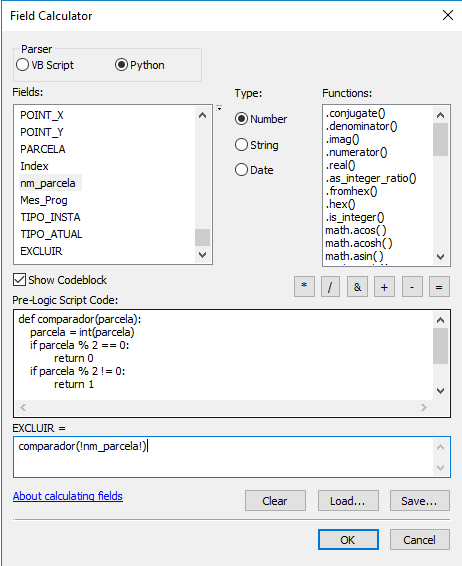 Field Calculator
Parser
VB Script
Python
Fields:
POINT_X
POINT_Y
PARCELA
Index
nm_parcela
Mes_Prog
TIPO_INSTA
TIPO_ATUAL
EXCLUIR
Type:
Number
String
Date
Functions:
.conjugate()
.denominator()
.imag()
.numerator()
.real()
.as_integer_ratio()
.fromhex()
.hex()
.is_integer()
math.acos( )
math.acosh( )
math.asin( )
Show Codeblock
* / & + - =
Pre-Logic Script Code:
def comparador(parcela):
    parcela = int(parcela)
    if parcela % 2 == 0:
        return 0
    if parcela % 2 != 0:
        return 1
EXCLUIR =
comparador(!nm_parcela!)
About calculating fields
Clear
Load...
Save...
OK
Cancel